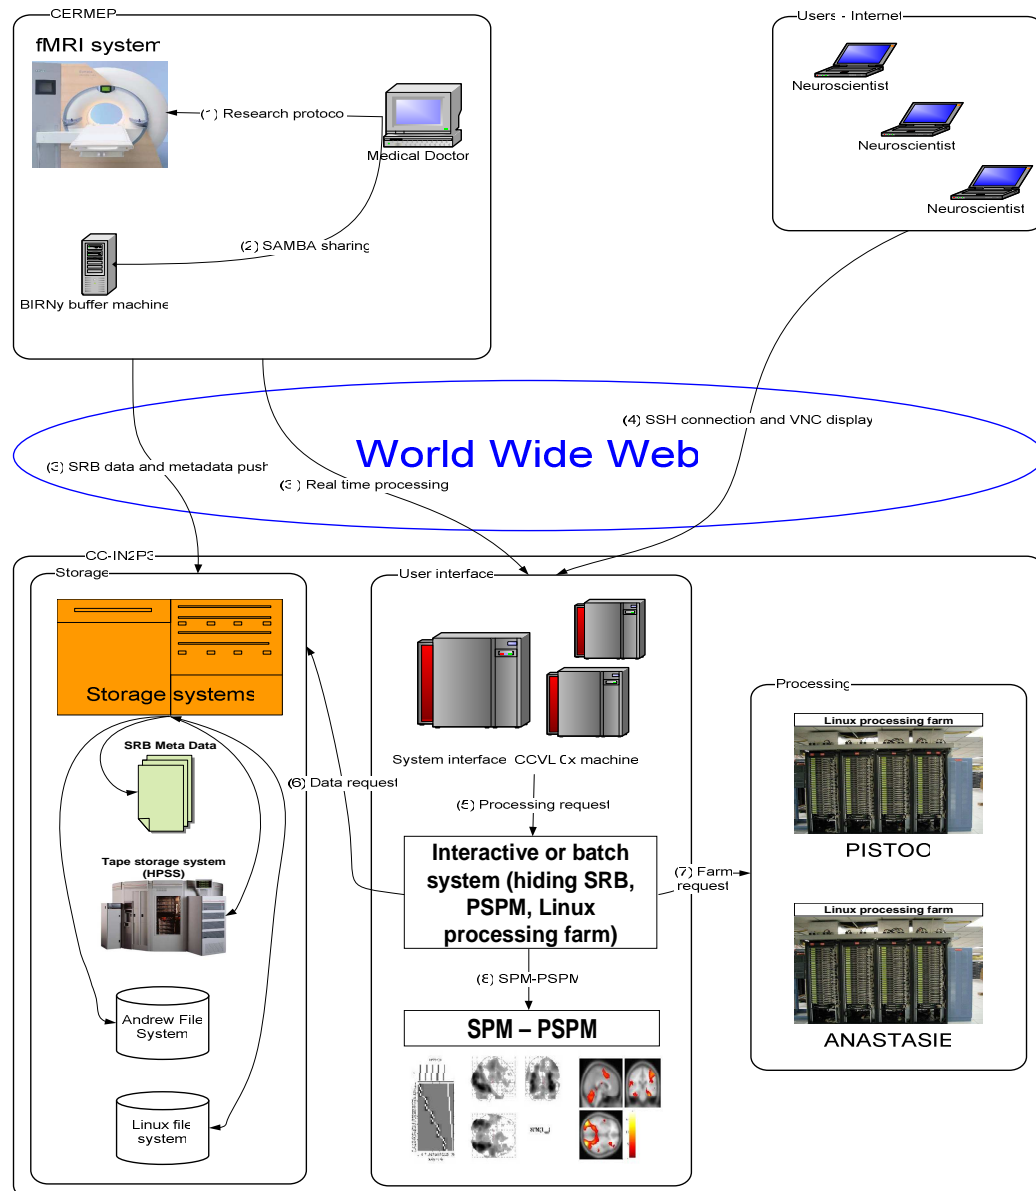 CERMEP
fMRI system
(1) Research protoco
Medical Doctor
(2) SAMBA sharing
BIRNy buffer machine
Users - Internet
Neuroscientist
Neuroscientist
Neuroscientist
(4) SSH connection and VNC display
World Wide Web
(3) SRB data and metadata push
(3 ) Real time processing
CC-IN2P3
Storage
Storage systems
SRB Meta Data
Tape storage system
(HPSS)
Andrew File
System
Linux file
system
User interface
System interface CCVL 0x machine
(5) Processing request
(6) Data request
Interactive or batch
system (hiding SRB,
PSPM, Linux
processing farm)
(7) Farm
request
(8) SPM-PSPM
SPM – PSPM
Processing
Linux processing farm
PISTOO
Linux processing farm
ANASTASIE